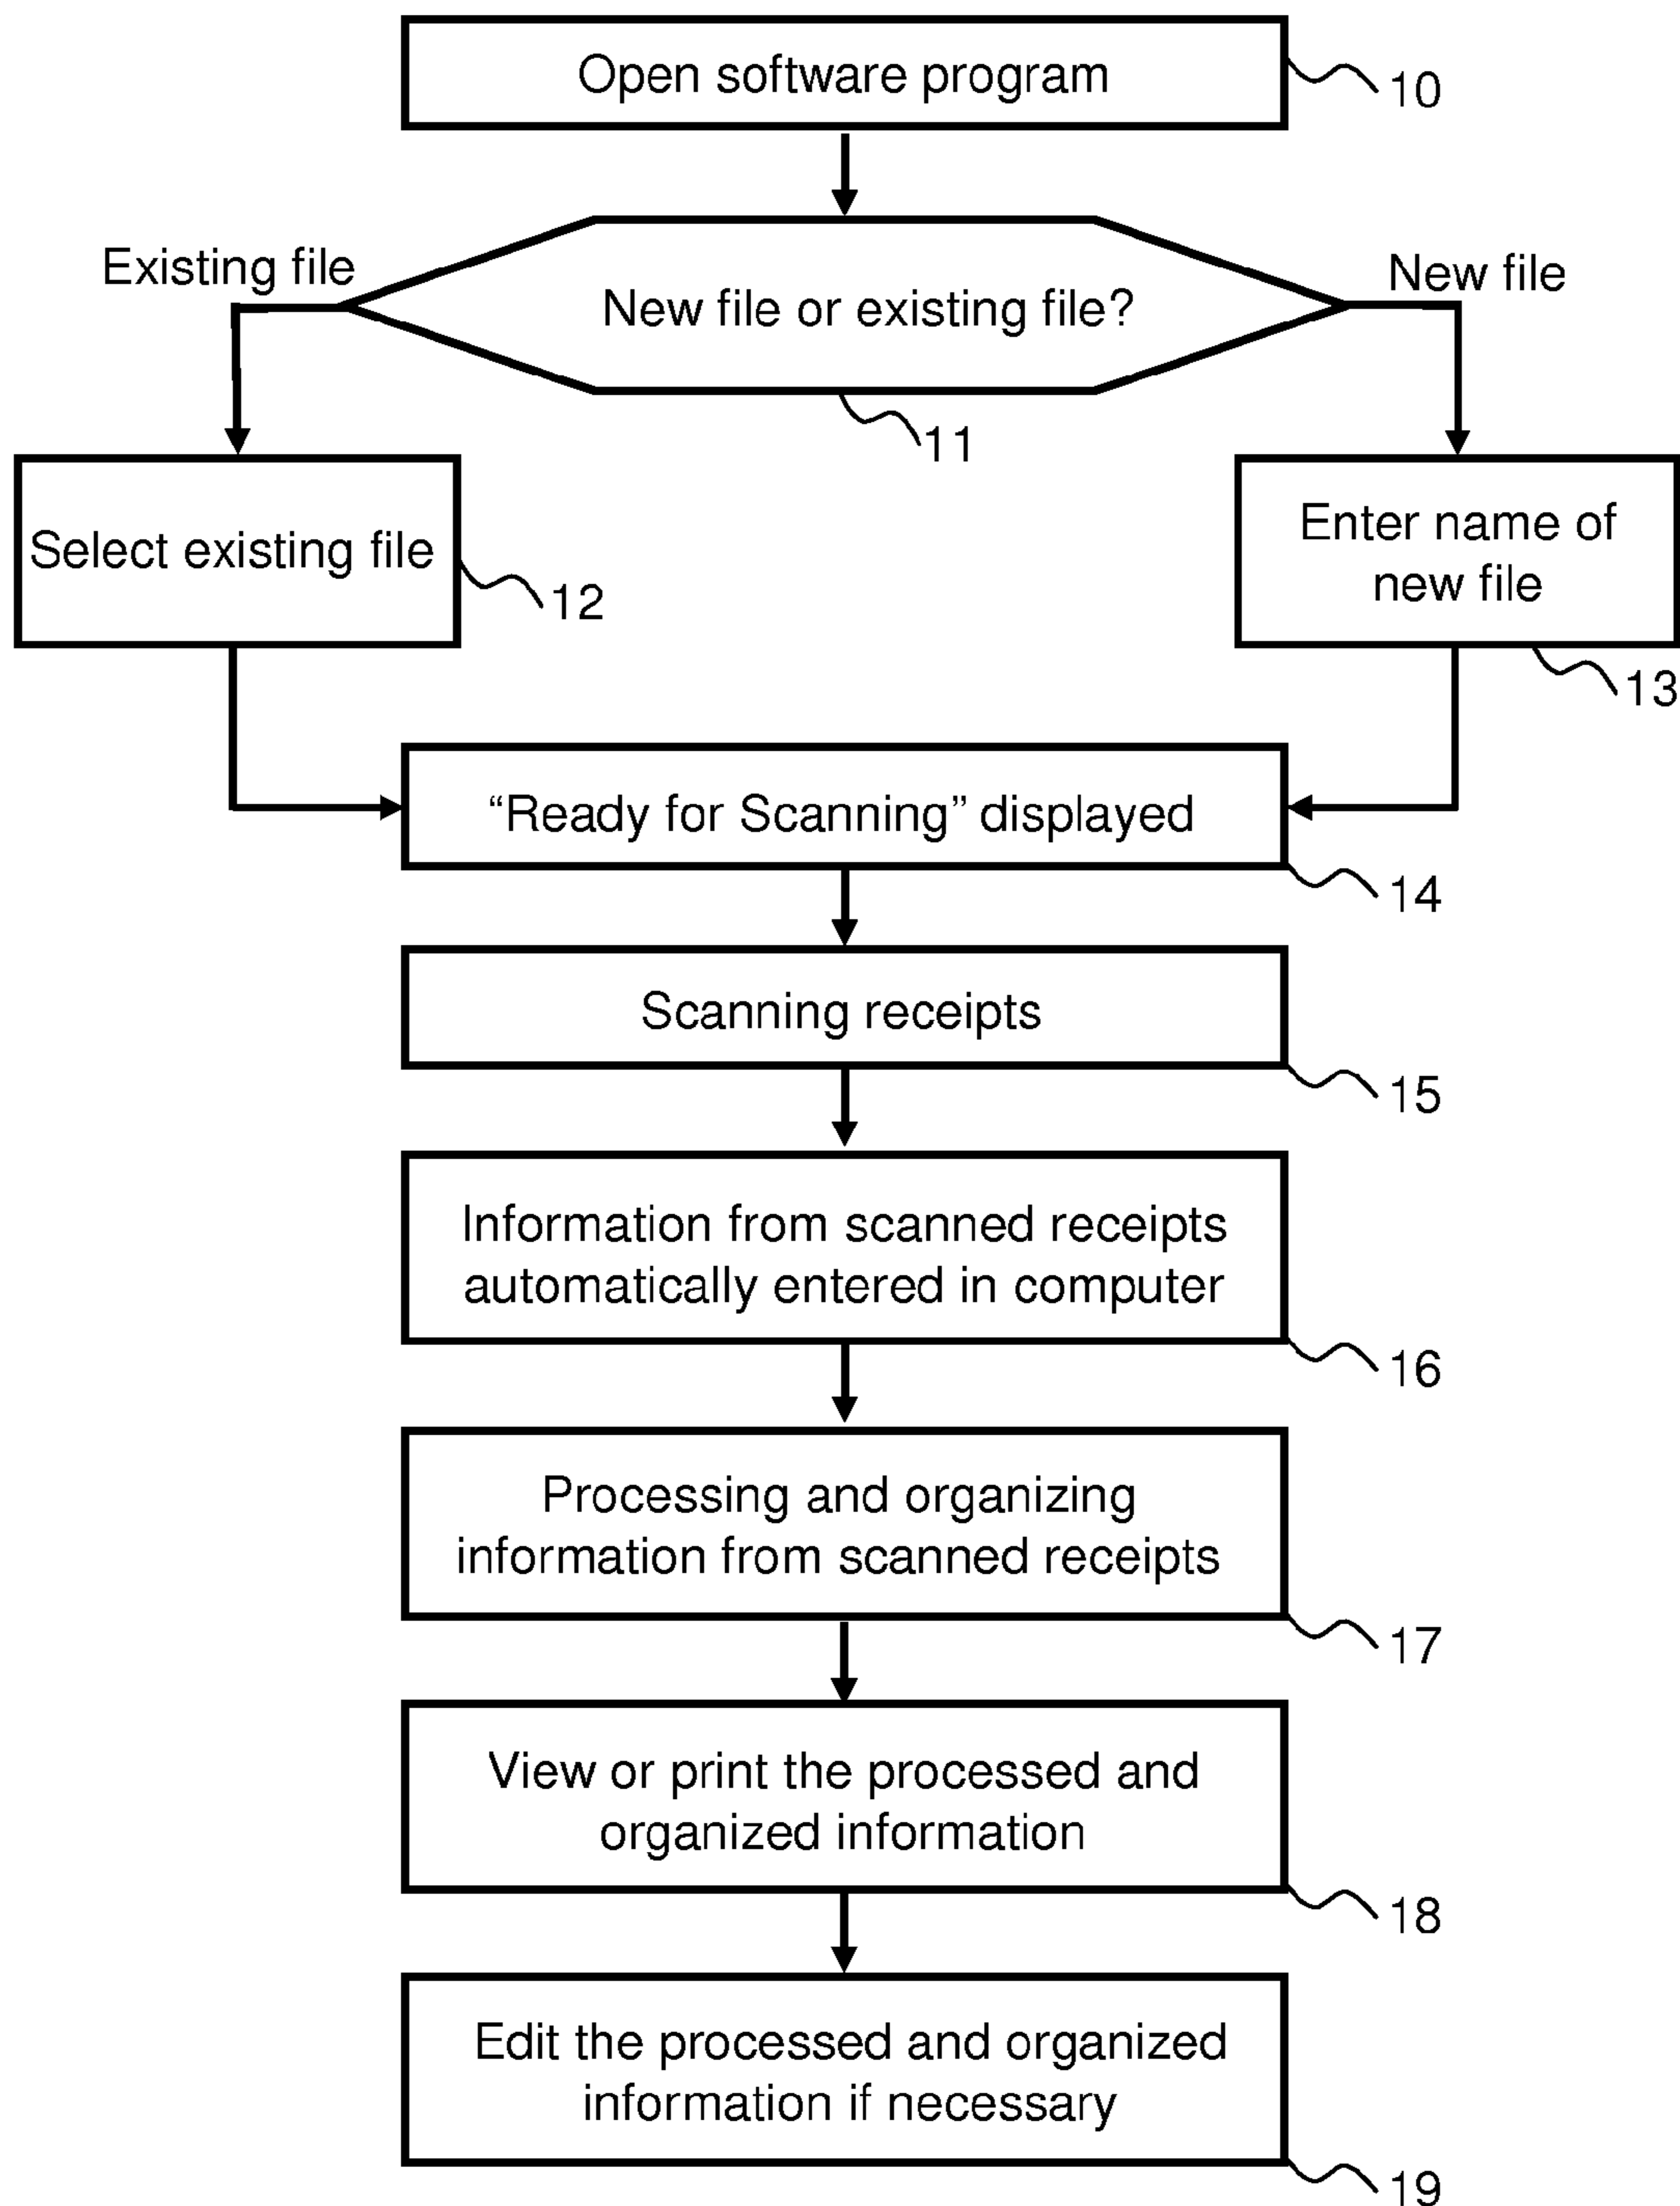 Open software program
10
Existing file
New file or existing file?
New file
11
Select existing file
12
Enter name of
new file
13
“Ready for Scanning” displayed
14
Scanning receipts
15
Information from scanned receipts
automatically entered in computer
16
Processing and organizing
information from scanned receipts
17
View or print the processed and
organized information
18
Edit the processed and organized
information if necessary
19